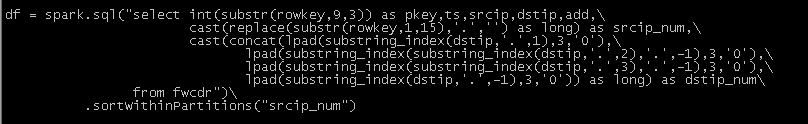 df = spark.sql("select int(substr(rowkey,9,3)) as pkey,ts,srcip,dstip,add,\
cast(replace(substr(rowkey,1,15),'.','') as long) as srcip_num,\
cast(concat(lpad(substring_index(dstip,'.',1),3,'0'),\
lpad(substring_index(substring_index(dstip,'.',2),'.',-1),3,'0'),\
lpad(substring_index(substring_index(dstip,'.',3),'.',-1),3,'0'),\
lpad(substring_index(dstip,'.',-1),3,'0')) as long) as dstip_num\
from fwcdr")\
.sortWithinPartitions("srcip_num")